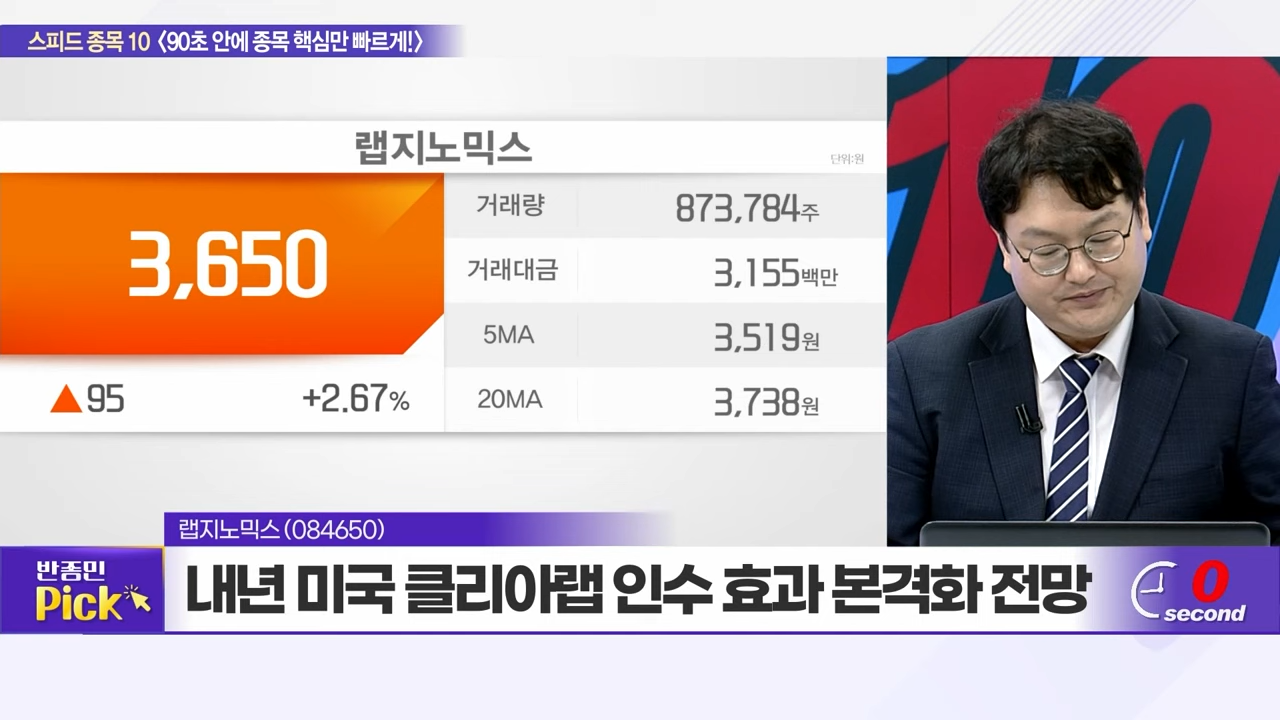 스피드 종목 10 〈90초 안에 종목 핵심만 빠르게!〉
랩지노믹스
단위:원
3,650
▲95 +2.67%
거래량 873,784주
거래대금 3,155백만
5MA 3,519원
20MA 3,738원
랩지노믹스 (084650)
반종민
Pick
내년 미국 클리아랩 인수 효과 본격화 전망
0
second